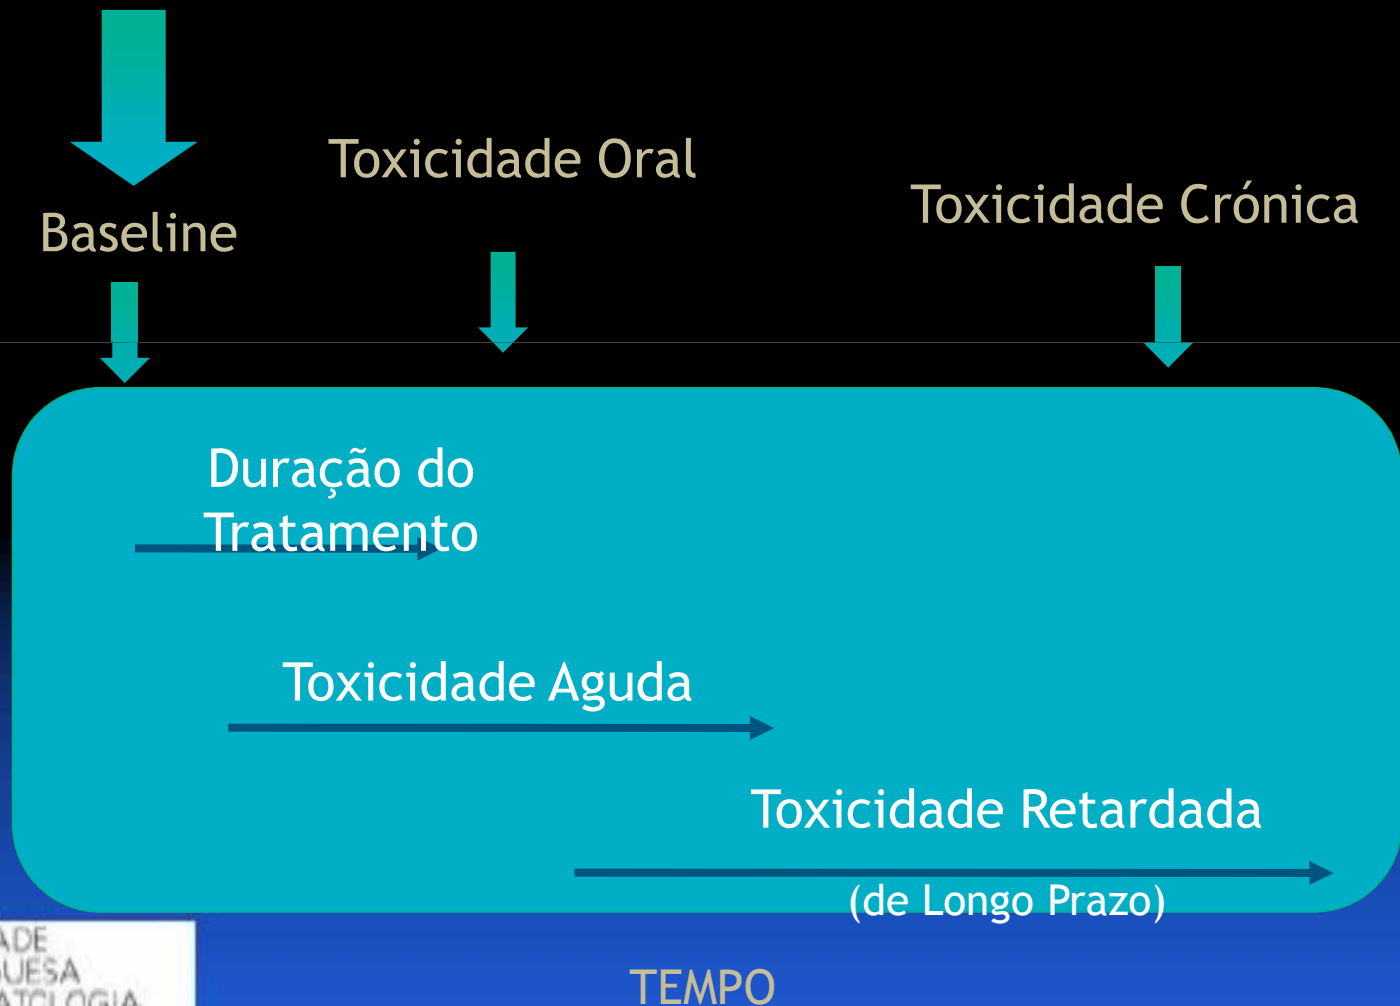 Toxicidade Oral
Toxicidade Crónica
Baseline
Duração do
Tratamento
Toxicidade Aguda
Toxicidade Retardada
(de Longo Prazo)
TEMPO